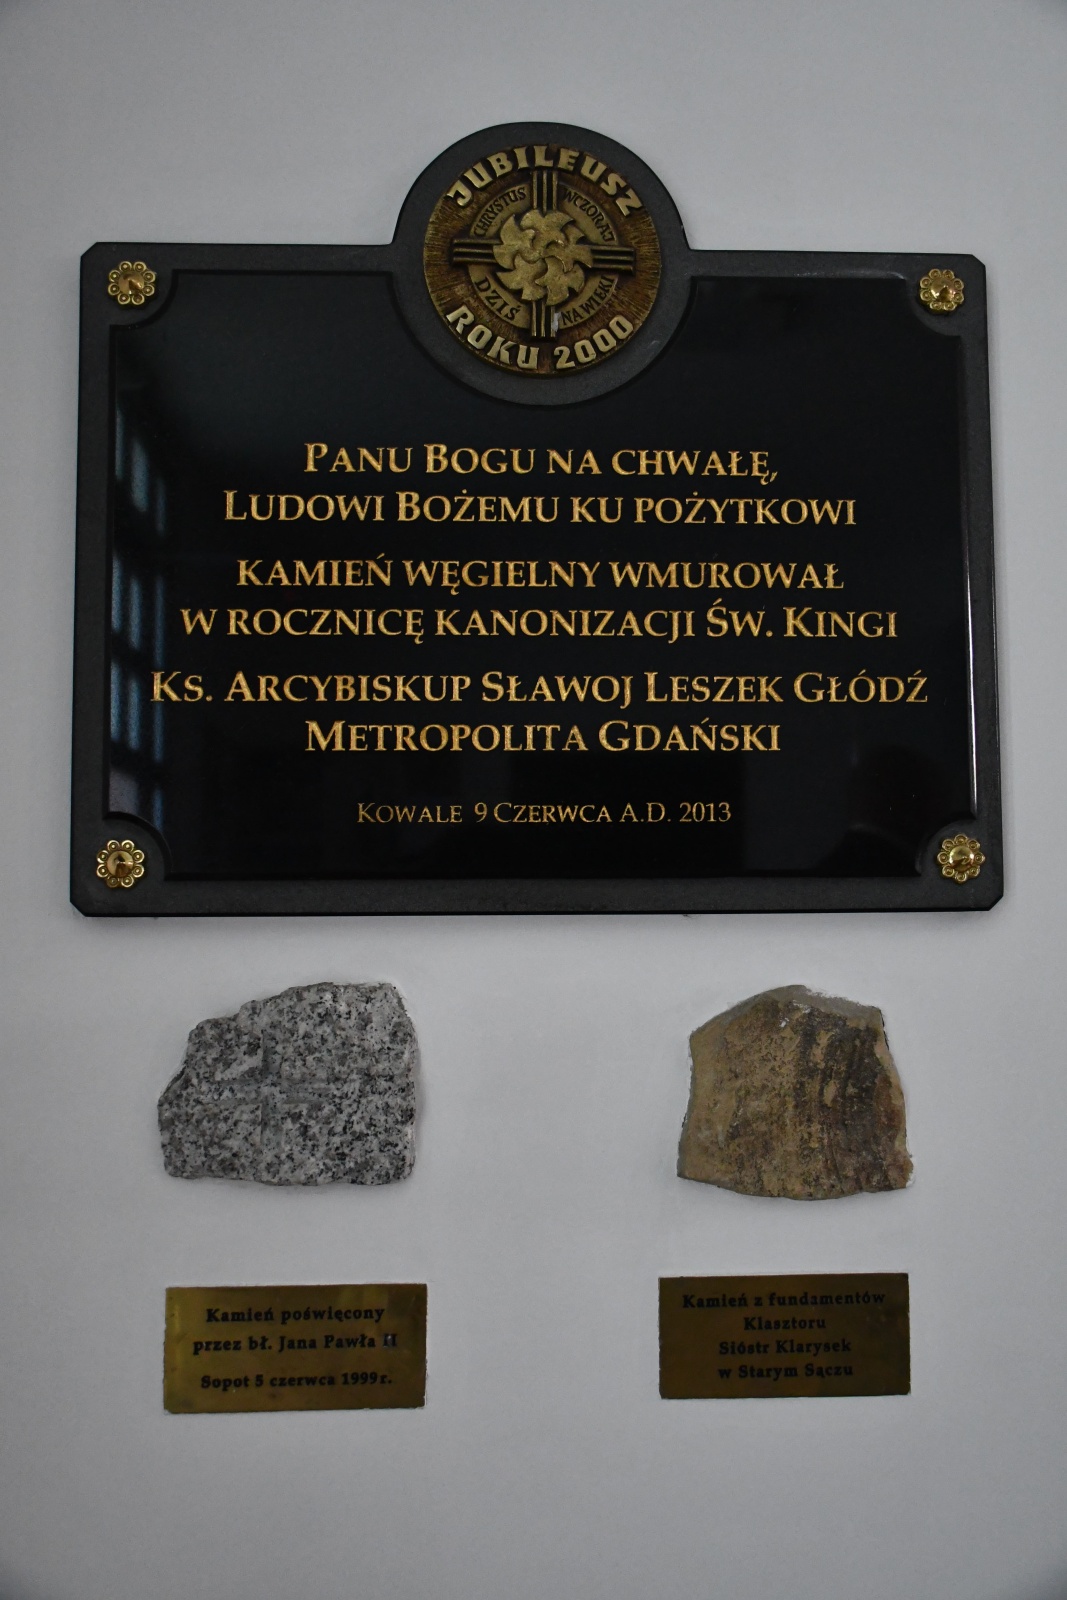 JUBILEUSZ
CHRYSTUS
WCZORAJ
DZIŚ
NA WIEKI
ROKU 2000
PANU BOGU NA CHWAŁĘ,
LUDOWI BOŻEMU KU POŻYTKOWI
KAMIEŃ WĘGIELNY WMUROWAŁ
W ROCZNICĘ KANONIZACJI ŚW. KINGI
KS. ARCYBISKUP SŁAWOJ LESZEK GŁÓDŹ
METROPOLITA GDAŃSKI
KOWALE 9 CZERWCA A.D. 2013
Kamień poświęcony
przez bł. Jana Pawła II
Sopot 5 czerwca 1999 r.
Kamień z fundamentów
Klasztoru
Sióstr Klarysek
w Starym Sączu